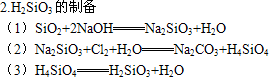 2.H₂SiO₃的制备
（1）SiO₂+2NaOH══Na₂SiO₃+H₂O
（2）Na₂SiO₃+Cl₂+H₂O══Na₂CO₃+H₄SiO₄
（3）H₄SiO₄══H₂SiO₃+H₂O